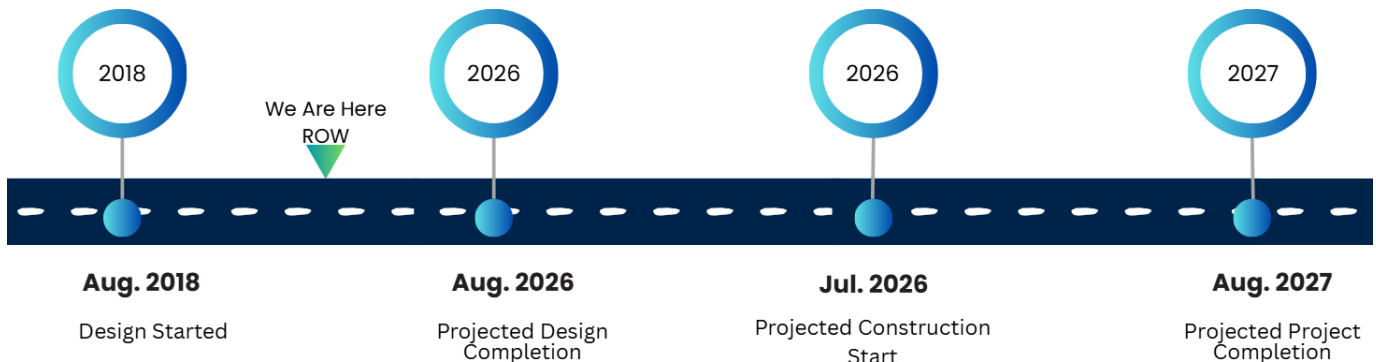 2018
2026
2026
2027
We Are Here
ROW
Aug. 2018
Aug. 2026
Jul. 2026
Aug. 2027
Design Started
Projected Design
Completion
Projected Construction
Start
Projected Project
Completion